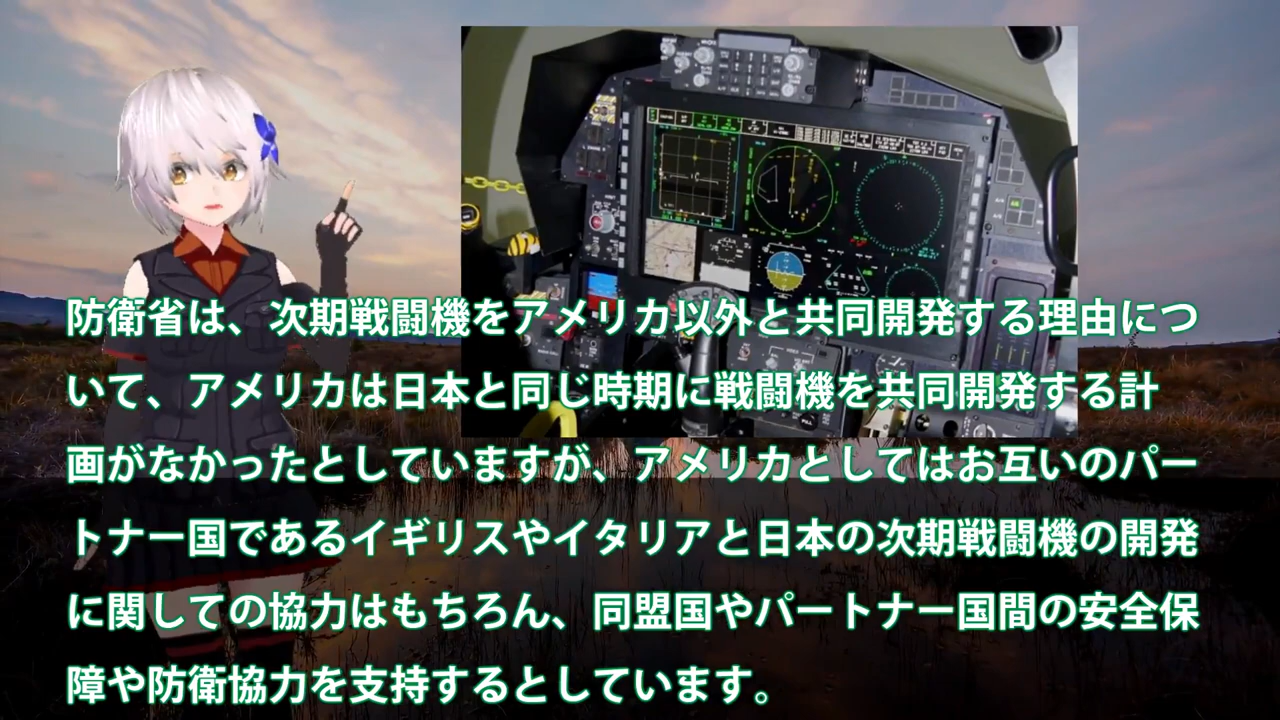 防衛省は、次期戦闘機をアメリカ以外と共同開発する理由につ
いて、アメリカは日本と同じ時期に戦闘機を共同開発する計
画がなかったとしていますが、アメリカとしてはお互いのパー
トナー国であるイギリスやイタリアと日本の次期戦闘機の開発
に関しての協力はもちろん、同盟国やパートナー国間の安全保
障や防衛協力を支持するとしています。